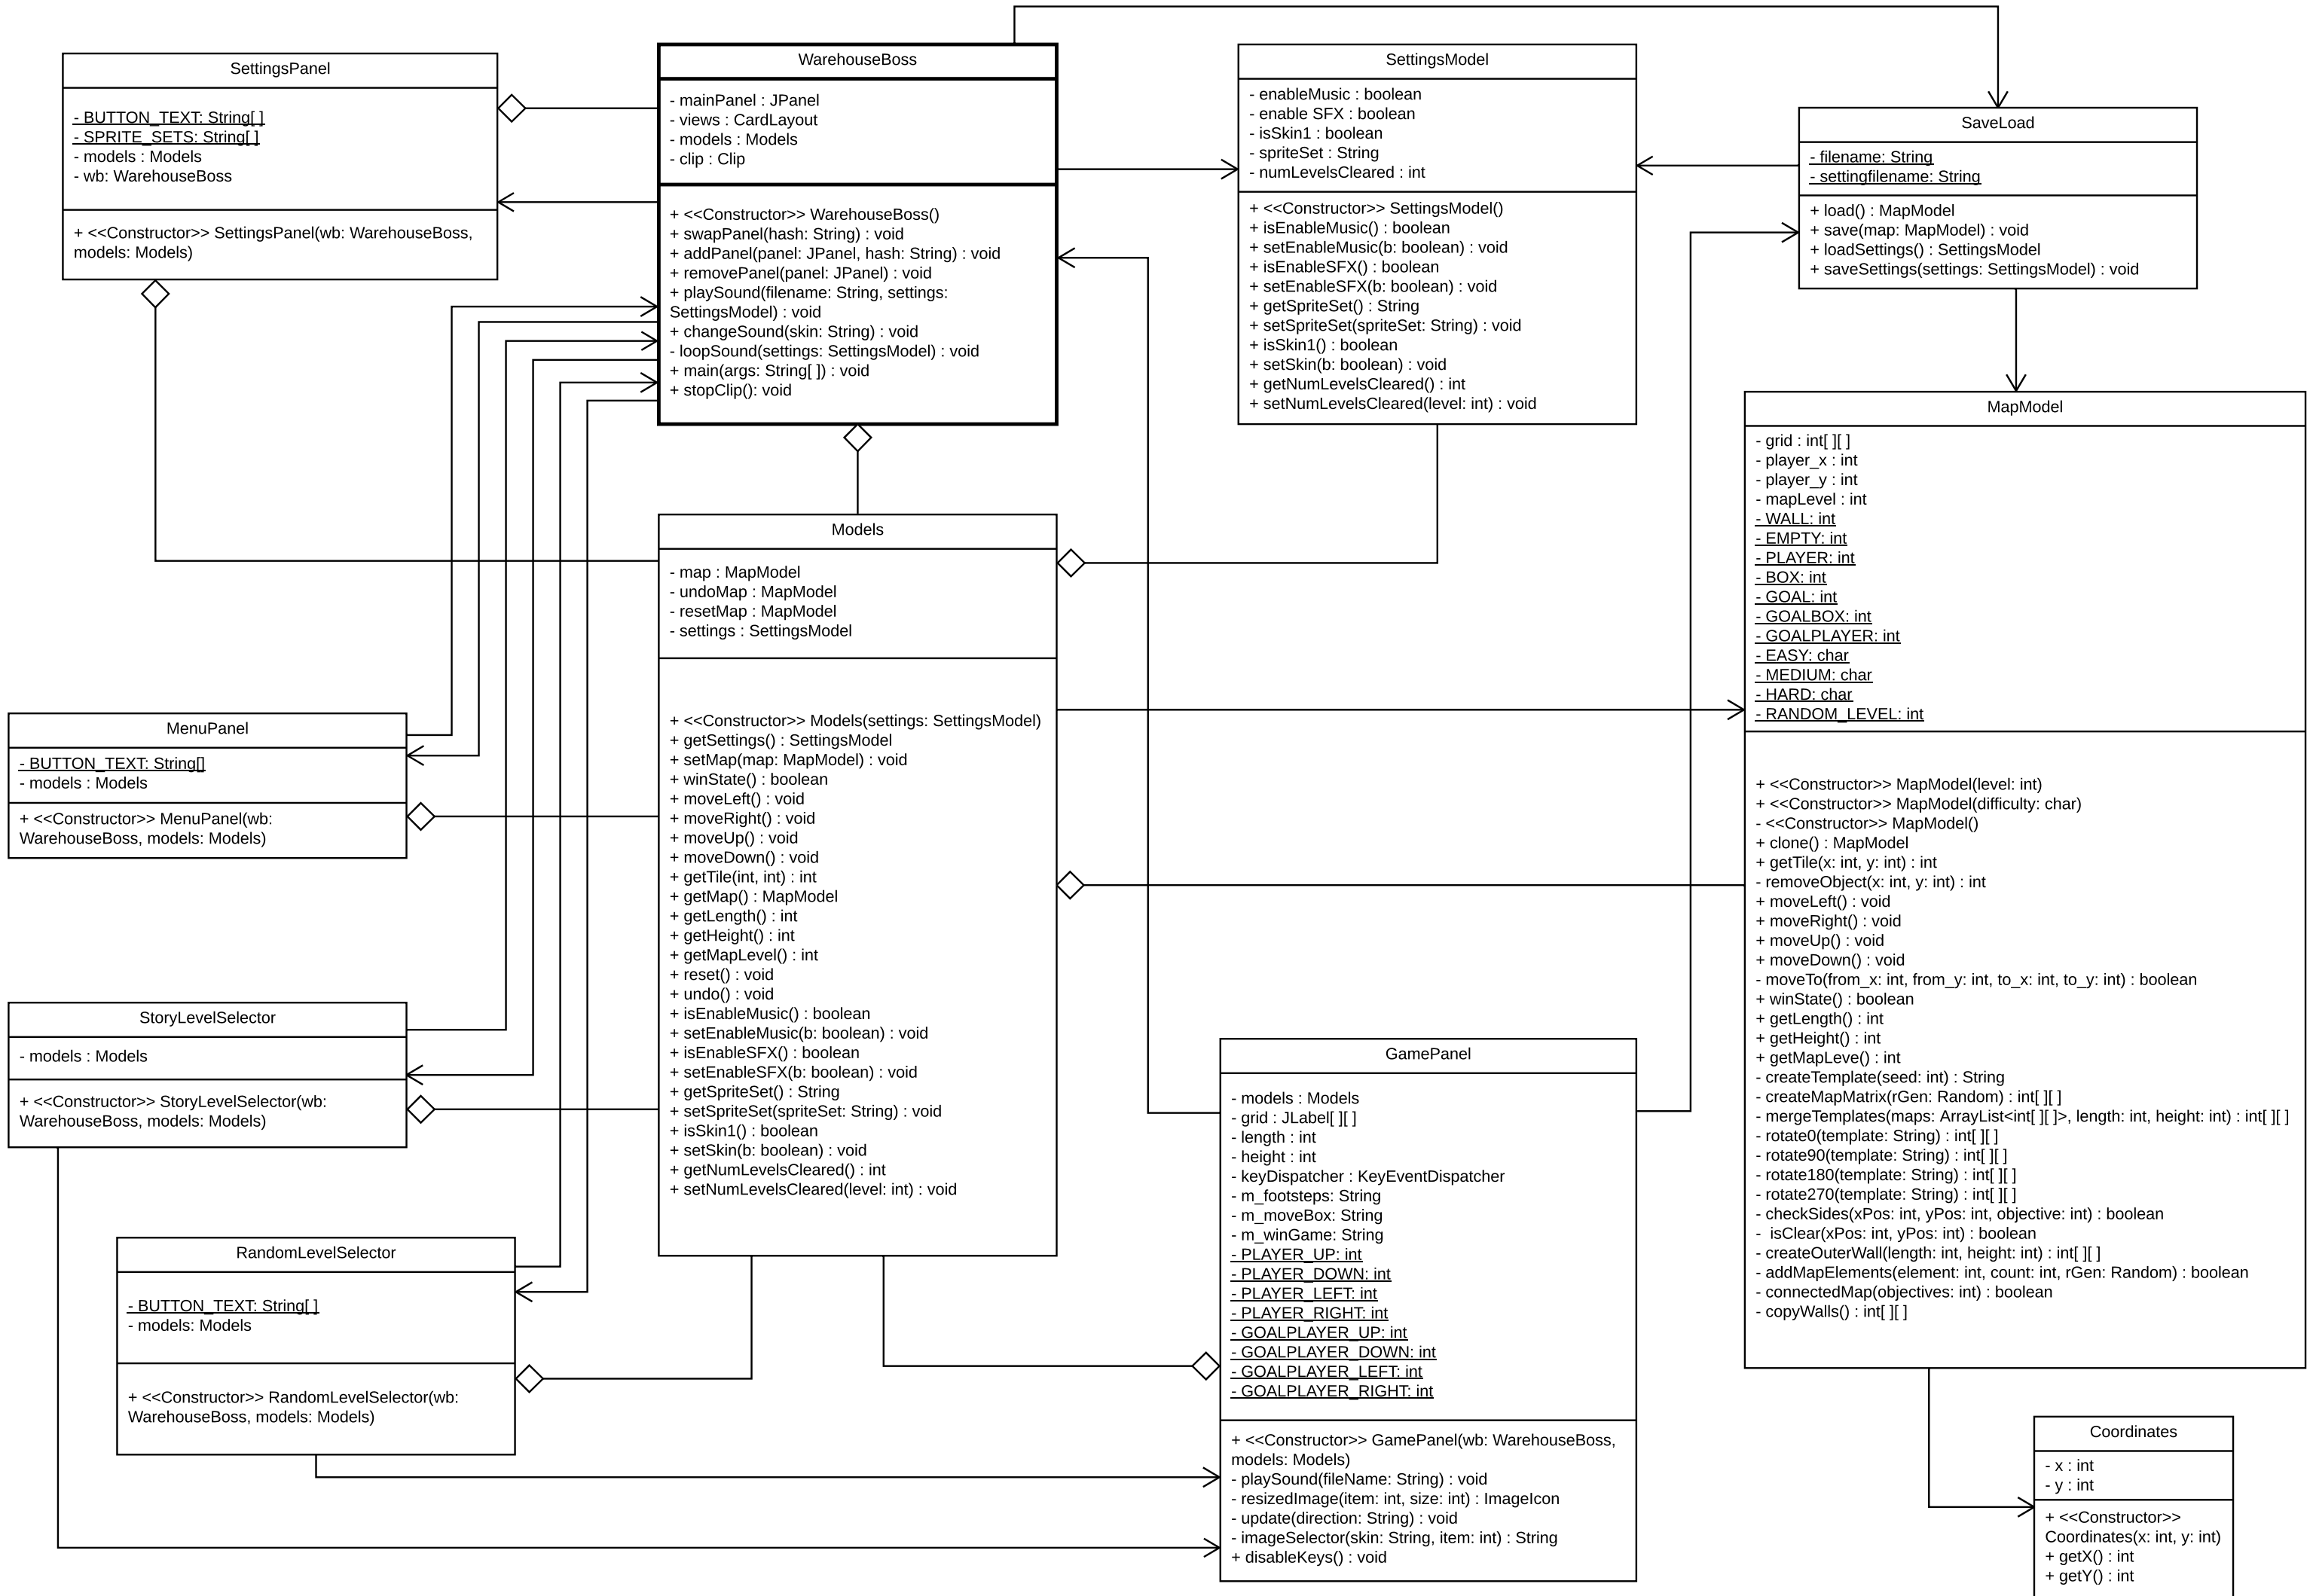 SettingsPanel
- BUTTON_TEXT: String[ ]
- SPRITE_SETS: String[ ]
- models : Models
- wb: WarehouseBoss
+ <<Constructor>> SettingsPanel(wb: WarehouseBoss,
models: Models)
WarehouseBoss
- mainPanel : JPanel
- views : CardLayout
- models : Models
- clip : Clip
+ <<Constructor>> WarehouseBoss()
+ swapPanel(hash: String) : void
+ addPanel(panel: JPanel, hash: String) : void
+ removePanel(panel: JPanel) : void
+ playSound(filename: String, settings:
SettingsModel) : void
+ changeSound(skin: String) : void
- loopSound(settings: SettingsModel) : void
+ main(args: String[ ]) : void
+ stopClip(): void
SettingsModel
- enableMusic : boolean
- enable SFX : boolean
- isSkin1 : boolean
- spriteSet : String
- numLevelsCleared : int
+ <<Constructor>> SettingsModel()
+ isEnableMusic() : boolean
+ setEnableMusic(b: boolean) : void
+ isEnableSFX() : boolean
+ setEnableSFX(b: boolean) : void
+ getSpriteSet() : String
+ setSpriteSet(spriteSet: String) : void
+ isSkin1() : boolean
+ setSkin(b: boolean) : void
+ getNumLevelsCleared() : int
+ setNumLevelsCleared(level: int) : void
SaveLoad
- filename: String
- settingfilename: String
+ load() : MapModel
+ save(map: MapModel) : void
+ loadSettings() : SettingsModel
+ saveSettings(settings: SettingsModel) : void
MapModel
- grid : int[ ][ ]
- player_x : int
- player_y : int
- mapLevel : int
- WALL: int
- EMPTY: int
- PLAYER: int
- BOX: int
- GOAL: int
- GOALBOX: int
- GOALPLAYER: int
- EASY: char
- MEDIUM: char
- HARD: char
- RANDOM_LEVEL: int
+ <<Constructor>> MapModel(level: int)
+ <<Constructor>> MapModel(difficulty: char)
- <<Constructor>> MapModel()
+ clone() : MapModel
+ getTile(x: int, y: int) : int
- removeObject(x: int, y: int) : int
+ moveLeft() : void
+ moveRight() : void
+ moveUp() : void
+ moveDown() : void
- moveTo(from_x: int, from_y: int, to_x: int, to_y: int) : boolean
+ winState() : boolean
+ getLength() : int
+ getHeight() : int
+ getMapLeve() : int
- createTemplate(seed: int) : String
- createMapMatrix(rGen: Random) : int[ ][ ]
- mergeTemplates(maps: ArrayList<int[ ][ ]>, length: int, height: int) : int[ ][ ]
- rotate0(template: String) : int[ ][ ]
- rotate90(template: String) : int[ ][ ]
- rotate180(template: String) : int[ ][ ]
- rotate270(template: String) : int[ ][ ]
- checkSides(xPos: int, yPos: int, objective: int) : boolean
- isClear(xPos: int, yPos: int) : boolean
- createOuterWall(length: int, height: int) : int[ ][ ]
- addMapElements(element: int, count: int, rGen: Random) : boolean
- connectedMap(objectives: int) : boolean
- copyWalls() : int[ ][ ]
Models
- map : MapModel
- undoMap : MapModel
- resetMap : MapModel
- settings : SettingsModel
+ <<Constructor>> Models(settings: SettingsModel)
+ getSettings() : SettingsModel
+ setMap(map: MapModel) : void
+ winState() : boolean
+ moveLeft() : void
+ moveRight() : void
+ moveUp() : void
+ moveDown() : void
+ getTile(int, int) : int
+ getMap() : MapModel
+ getLength() : int
+ getHeight() : int
+ getMapLevel() : int
+ reset() : void
+ undo() : void
+ isEnableMusic() : boolean
+ setEnableMusic(b: boolean) : void
+ isEnableSFX() : boolean
+ setEnableSFX(b: boolean) : void
+ getSpriteSet() : String
+ setSpriteSet(spriteSet: String) : void
+ isSkin1() : boolean
+ setSkin(b: boolean) : void
+ getNumLevelsCleared() : int
+ setNumLevelsCleared(level: int) : void
MenuPanel
- BUTTON_TEXT: String[]
- models : Models
+ <<Constructor>> MenuPanel(wb:
WarehouseBoss, models: Models)
StoryLevelSelector
- models : Models
+ <<Constructor>> StoryLevelSelector(wb:
WarehouseBoss, models: Models)
RandomLevelSelector
- BUTTON_TEXT: String[ ]
- models: Models
+ <<Constructor>> RandomLevelSelector(wb:
WarehouseBoss, models: Models)
GamePanel
- models : Models
- grid : JLabel[ ][ ]
- length : int
- height : int
- keyDispatcher : KeyEventDispatcher
- m_footsteps: String
- m_moveBox: String
- m_winGame: String
- PLAYER_UP: int
- PLAYER_DOWN: int
- PLAYER_LEFT: int
- PLAYER_RIGHT: int
- GOALPLAYER_UP: int
- GOALPLAYER_DOWN: int
- GOALPLAYER_LEFT: int
- GOALPLAYER_RIGHT: int
+ <<Constructor>> GamePanel(wb: WarehouseBoss,
models: Models)
- playSound(fileName: String) : void
- resizedImage(item: int, size: int) : ImageIcon
- update(direction: String) : void
- imageSelector(skin: String, item: int) : String
+ disableKeys() : void
Coordinates
- x : int
- y : int
+ <<Constructor>>
Coordinates(x: int, y: int)
+ getX() : int
+ getY() : int